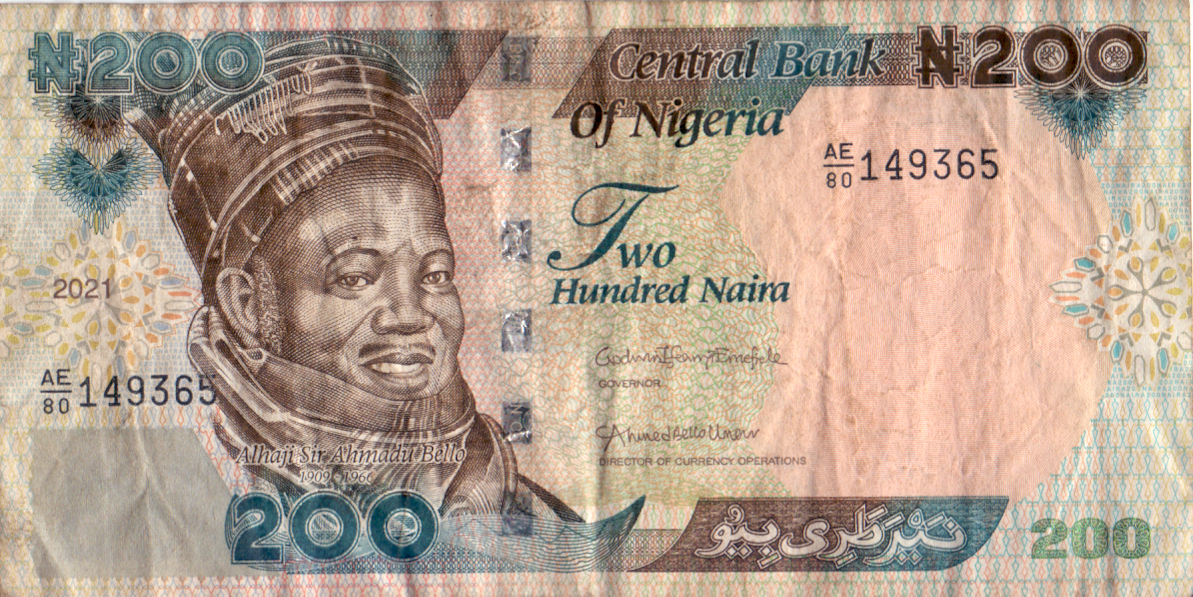 ₦200
Central Bank
Of Nigeria
₦200
AE
80 149365
Two
Hundred Naira
2021
Godwin Ifeanyi Emefiele
GOVERNOR
AE
80 149365
Ahmed Bello Umar
DIRECTOR OF CURRENCY OPERATIONS
Alhaji Sir Ahmadu Bello
1909 - 1966
200
نَيْرَ طَرِی بِيُو
200